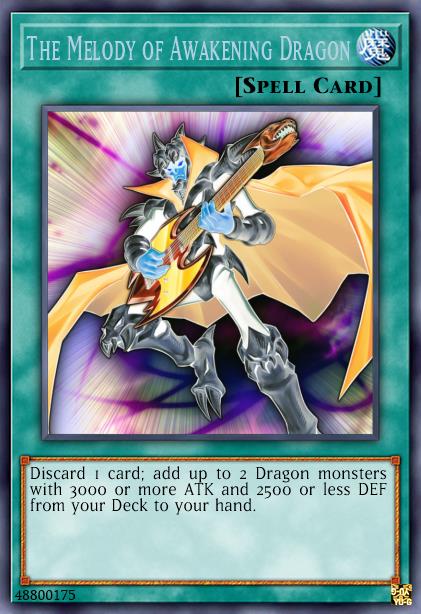 THE MELODY OF AWAKENING DRAGON 魔
[SPELL CARD]
Discard 1 card; add up to 2 Dragon monsters
with 3000 or more ATK and 2500 or less DEF
from your Deck to your hand.
48800175